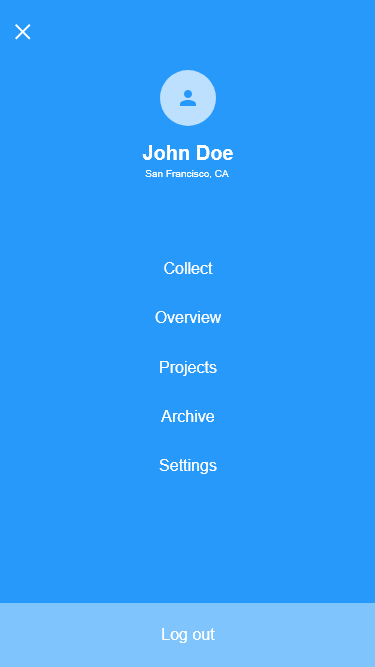 John Doe
San Francisco, CA
Collect
Overview
Projects
Archive
Settings
Log out